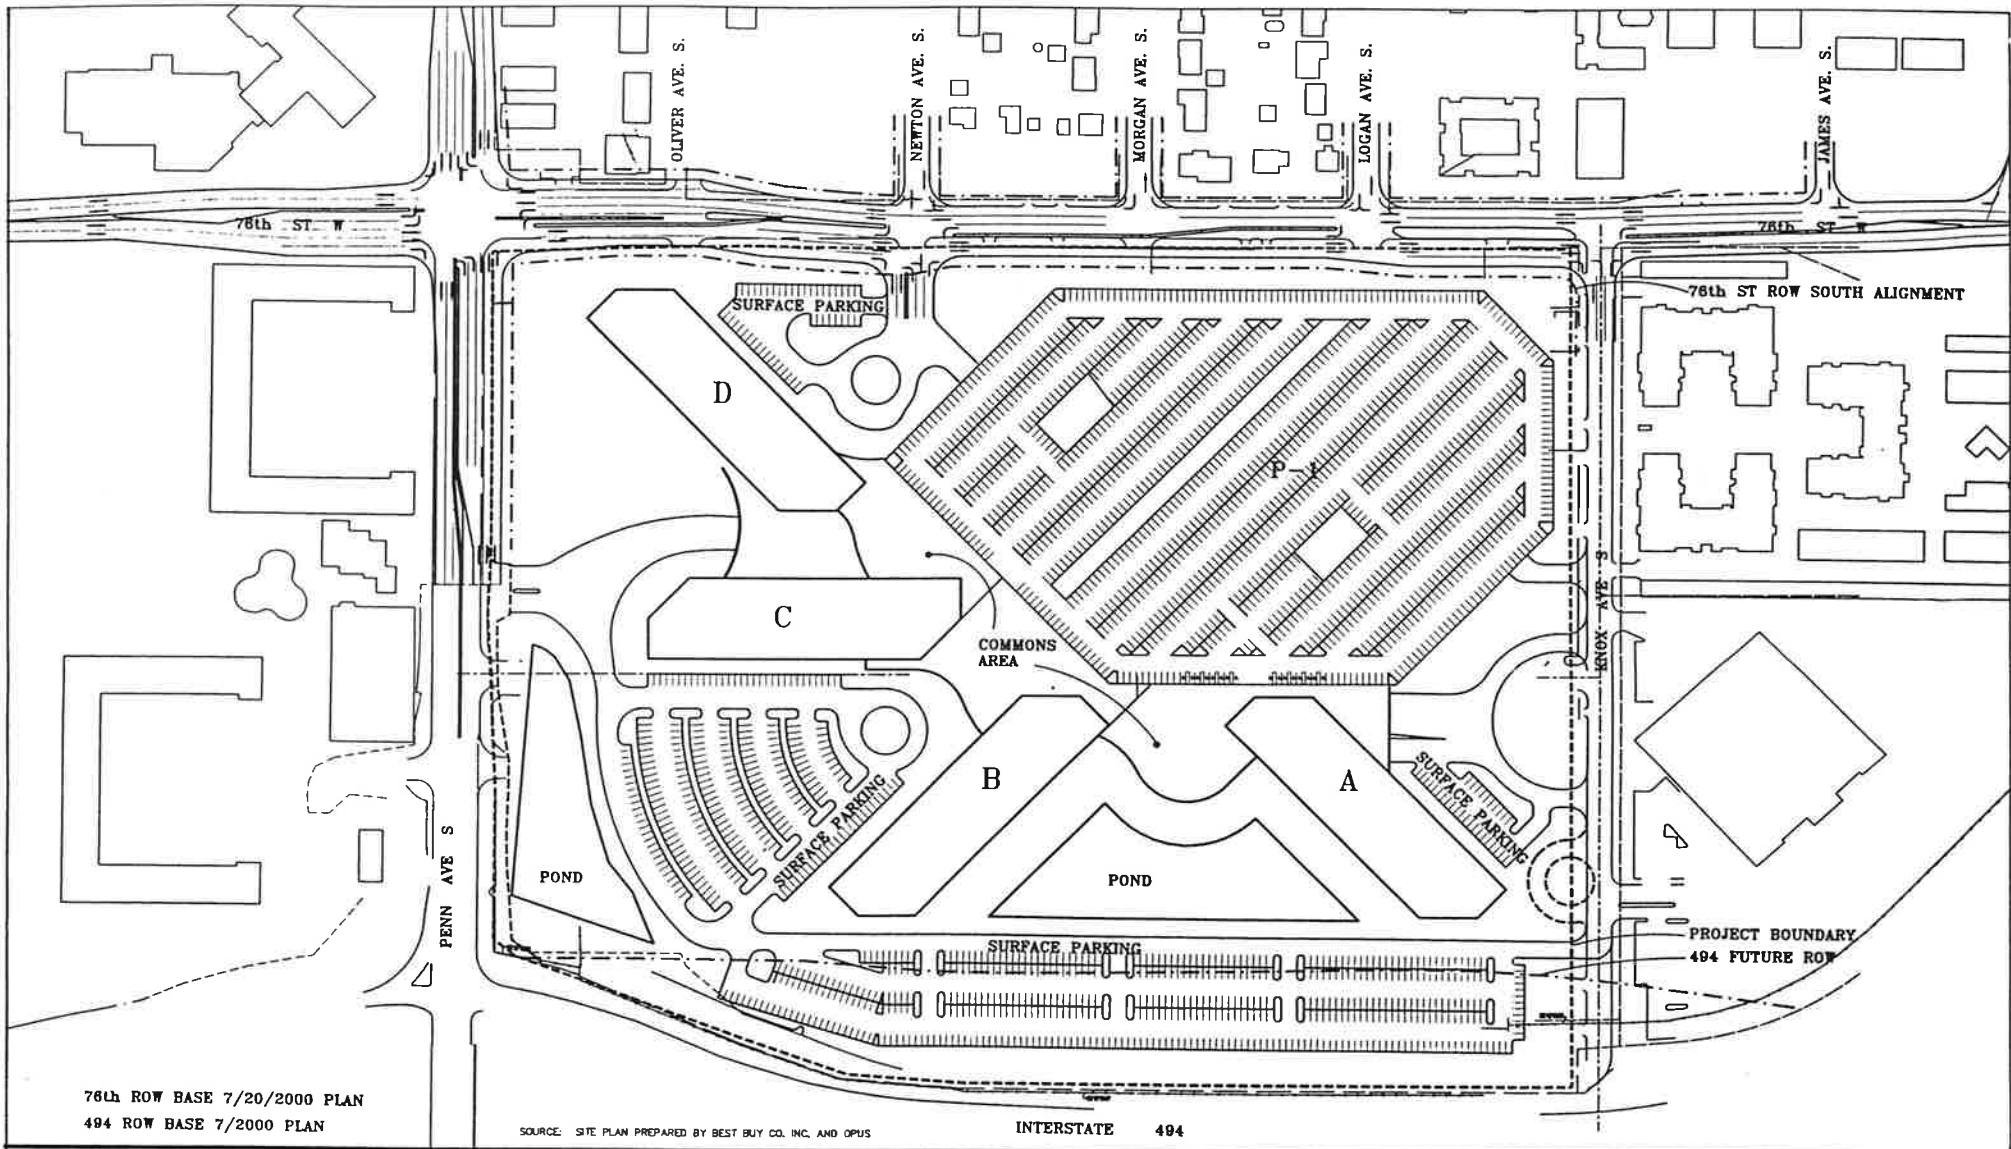 OLIVER AVE. S.
NEWTON AVE. S.
MORGAN AVE. S.
LOGAN AVE. S.
JAMES AVE. S.
76th ST W
76th ST W
76th ST ROW SOUTH ALIGNMENT
SURFACE PARKING
D
P-1
KNOX AVE S
C
COMMONS
AREA
SURFACE PARKING
B
A
SURFACE PARKING
POND
POND
PENN AVE S
SURFACE PARKING
PROJECT BOUNDARY
494 FUTURE ROW
76th ROW BASE 7/20/2000 PLAN
494 ROW BASE 7/2000 PLAN
SOURCE: SITE PLAN PREPARED BY BEST BUY CO. INC. AND OPUS
INTERSTATE 494